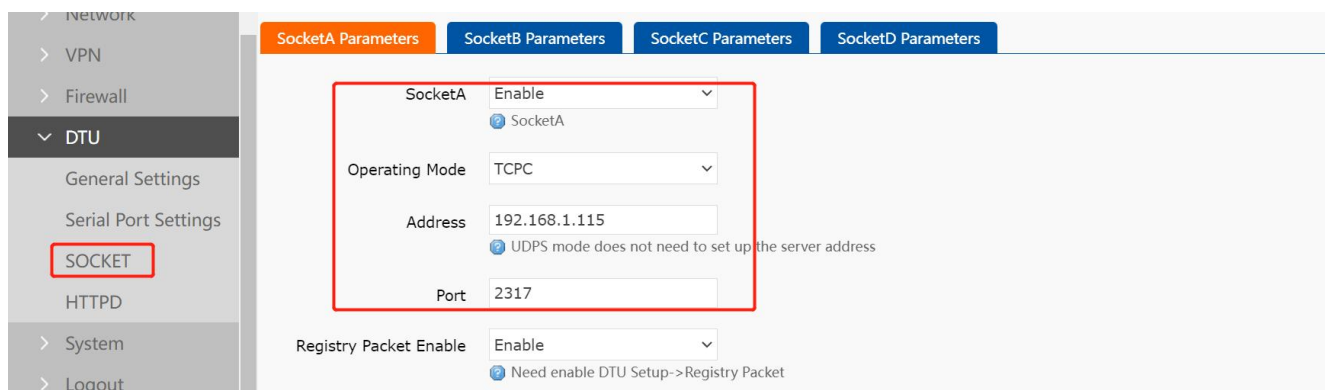 Network
VPN
Firewall
DTU
General Settings
Serial Port Settings
SOCKET
HTTPD
System
Logout
SocketA Parameters SocketB Parameters SocketC Parameters SocketD Parameters
SocketA Enable
SocketA
Operating Mode TCPC
Address 192.168.1.115
UDPS mode does not need to set up the server address
Port 2317
Registry Packet Enable Enable
Need enable DTU Setup->Registry Packet